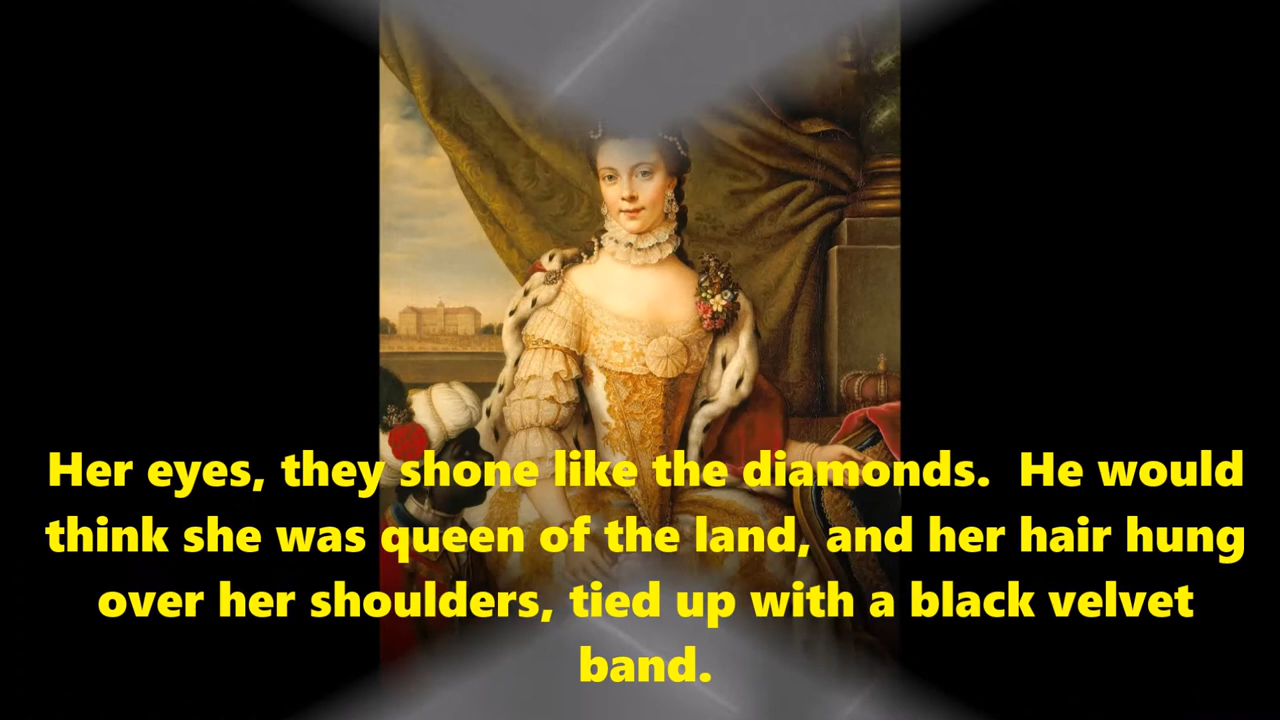 Her eyes, they shone like the diamonds.  He would
think she was queen of the land, and her hair hung
over her shoulders, tied up with a black velvet
band.